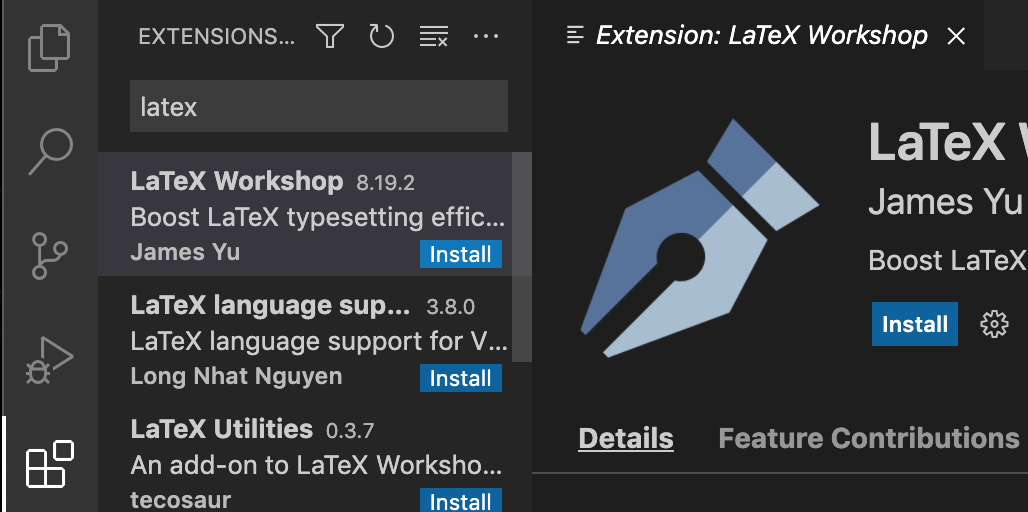 EXTENSIONS...
latex
LaTeX Workshop 8.19.2
Boost LaTeX typesetting effic...
James Yu
Install
LaTeX language sup... 3.8.0
LaTeX language support for V...
Long Nhat Nguyen
Install
LaTeX Utilities 0.3.7
An add-on to LaTeX Worksho...
tecosaur
Install
Extension: LaTeX Workshop
LaTeX
James Yu
Boost LaTeX
Install
Details Feature Contributions